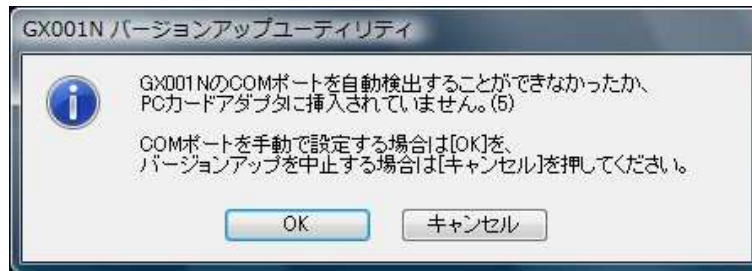 GX001N バージョンアップユーティリティ
GX001NのCOMポートを自動検出することができなかったか、
PCカードアダプタに挿入されていません。(5)
COMポートを手動で設定する場合は[OK]を、
バージョンアップを中止する場合は[キャンセル]を押してください。
OK
キャンセル